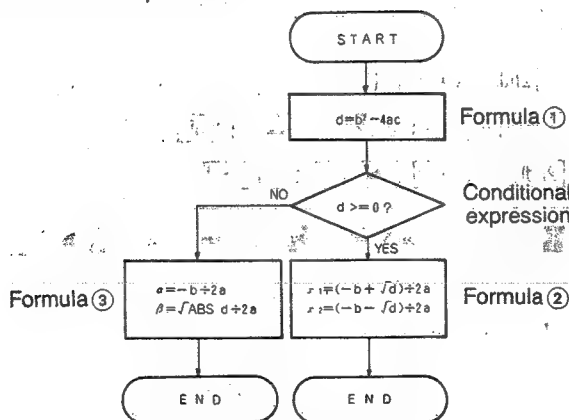 START
d=b²-4ac
Formula①
NO
d >= 0 ?
Conditional
expression
YES
Formula③
α=-b÷2a
β=√ABS d÷2a
x₁=(-b+√d)÷2a
x₂=(-b-√d)÷2a
Formula②
END
END